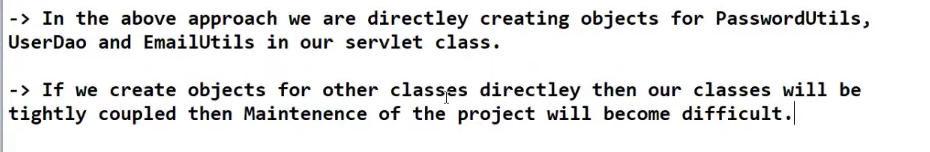 -> In the above approach we are directley creating objects for PasswordUtils,
UserDao and EmailUtils in our servlet class.
-> If we create objects for other classes directley then our classes will be
tightly coupled then Maintenence of the project will become difficult.